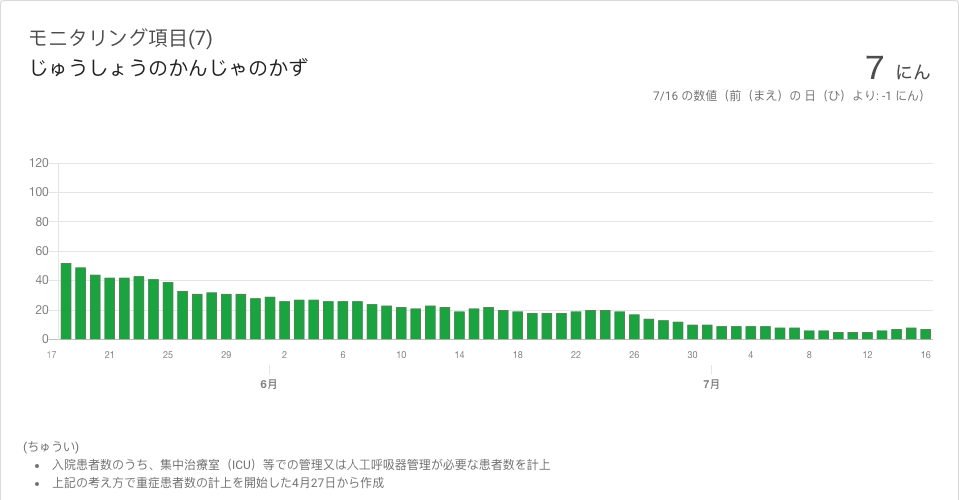 モニタリング項目(7)
じゅうしょうのかんじゃのかず
7 にん
7/16 の数値（前（まえ）の 日（ひ）より: -1 にん）
120
100
80
60
40
20
0
17 21 25 29 2 6 10 14 18 22 26 30 4 8 12 16
6月 7月
(ちゅうい)
• 入院患者数のうち、集中治療室（ICU）等での管理又は人工呼吸器管理が必要な患者数を計上
• 上記の考え方で重症患者数の計上を開始した4月27日から作成